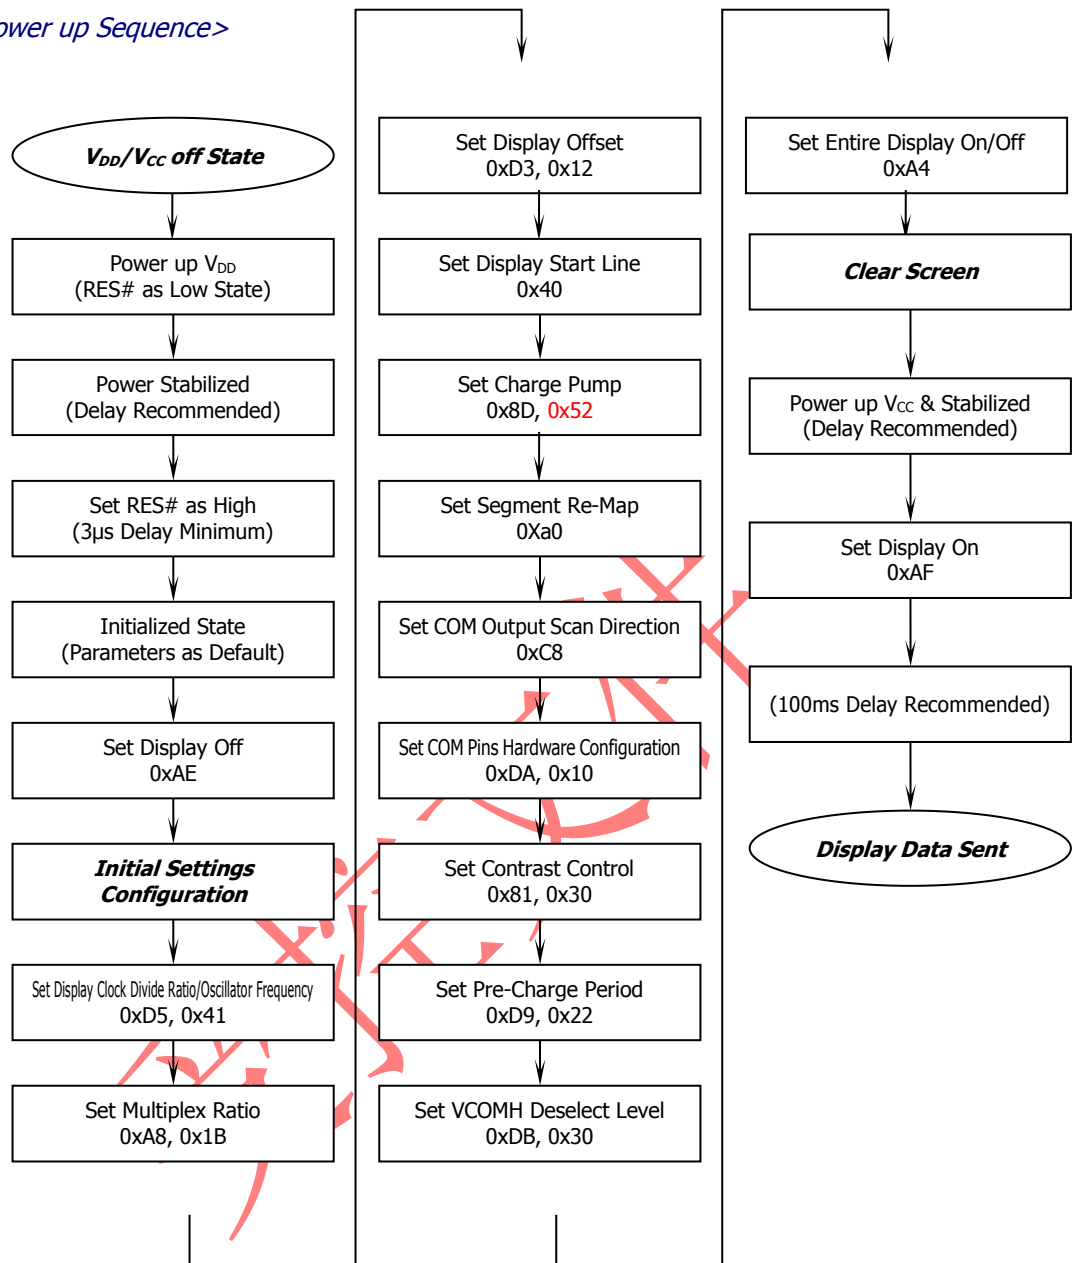 ower up Sequence>
VDD/VCC off State
Power up VDD
(RES# as Low State)
Power Stabilized
(Delay Recommended)
Set RES# as High
(3μs Delay Minimum)
Initialized State
(Parameters as Default)
Set Display Off
0xAE
Initial Settings
Configuration
Set Display Clock Divide Ratio/Oscillator Frequency
0xD5, 0x41
Set Multiplex Ratio
0xA8, 0x1B
Set Display Offset
0xD3, 0x12
Set Display Start Line
0x40
Set Charge Pump
0x8D, 0x52
Set Segment Re-Map
0Xa0
Set COM Output Scan Direction
0xC8
Set COM Pins Hardware Configuration
0xDA, 0x10
Set Contrast Control
0x81, 0x30
Set Pre-Charge Period
0xD9, 0x22
Set VCOMH Deselect Level
0xDB, 0x30
Set Entire Display On/Off
0xA4
Clear Screen
Power up VCC & Stabilized
(Delay Recommended)
Set Display On
0xAF
(100ms Delay Recommended)
Display Data Sent